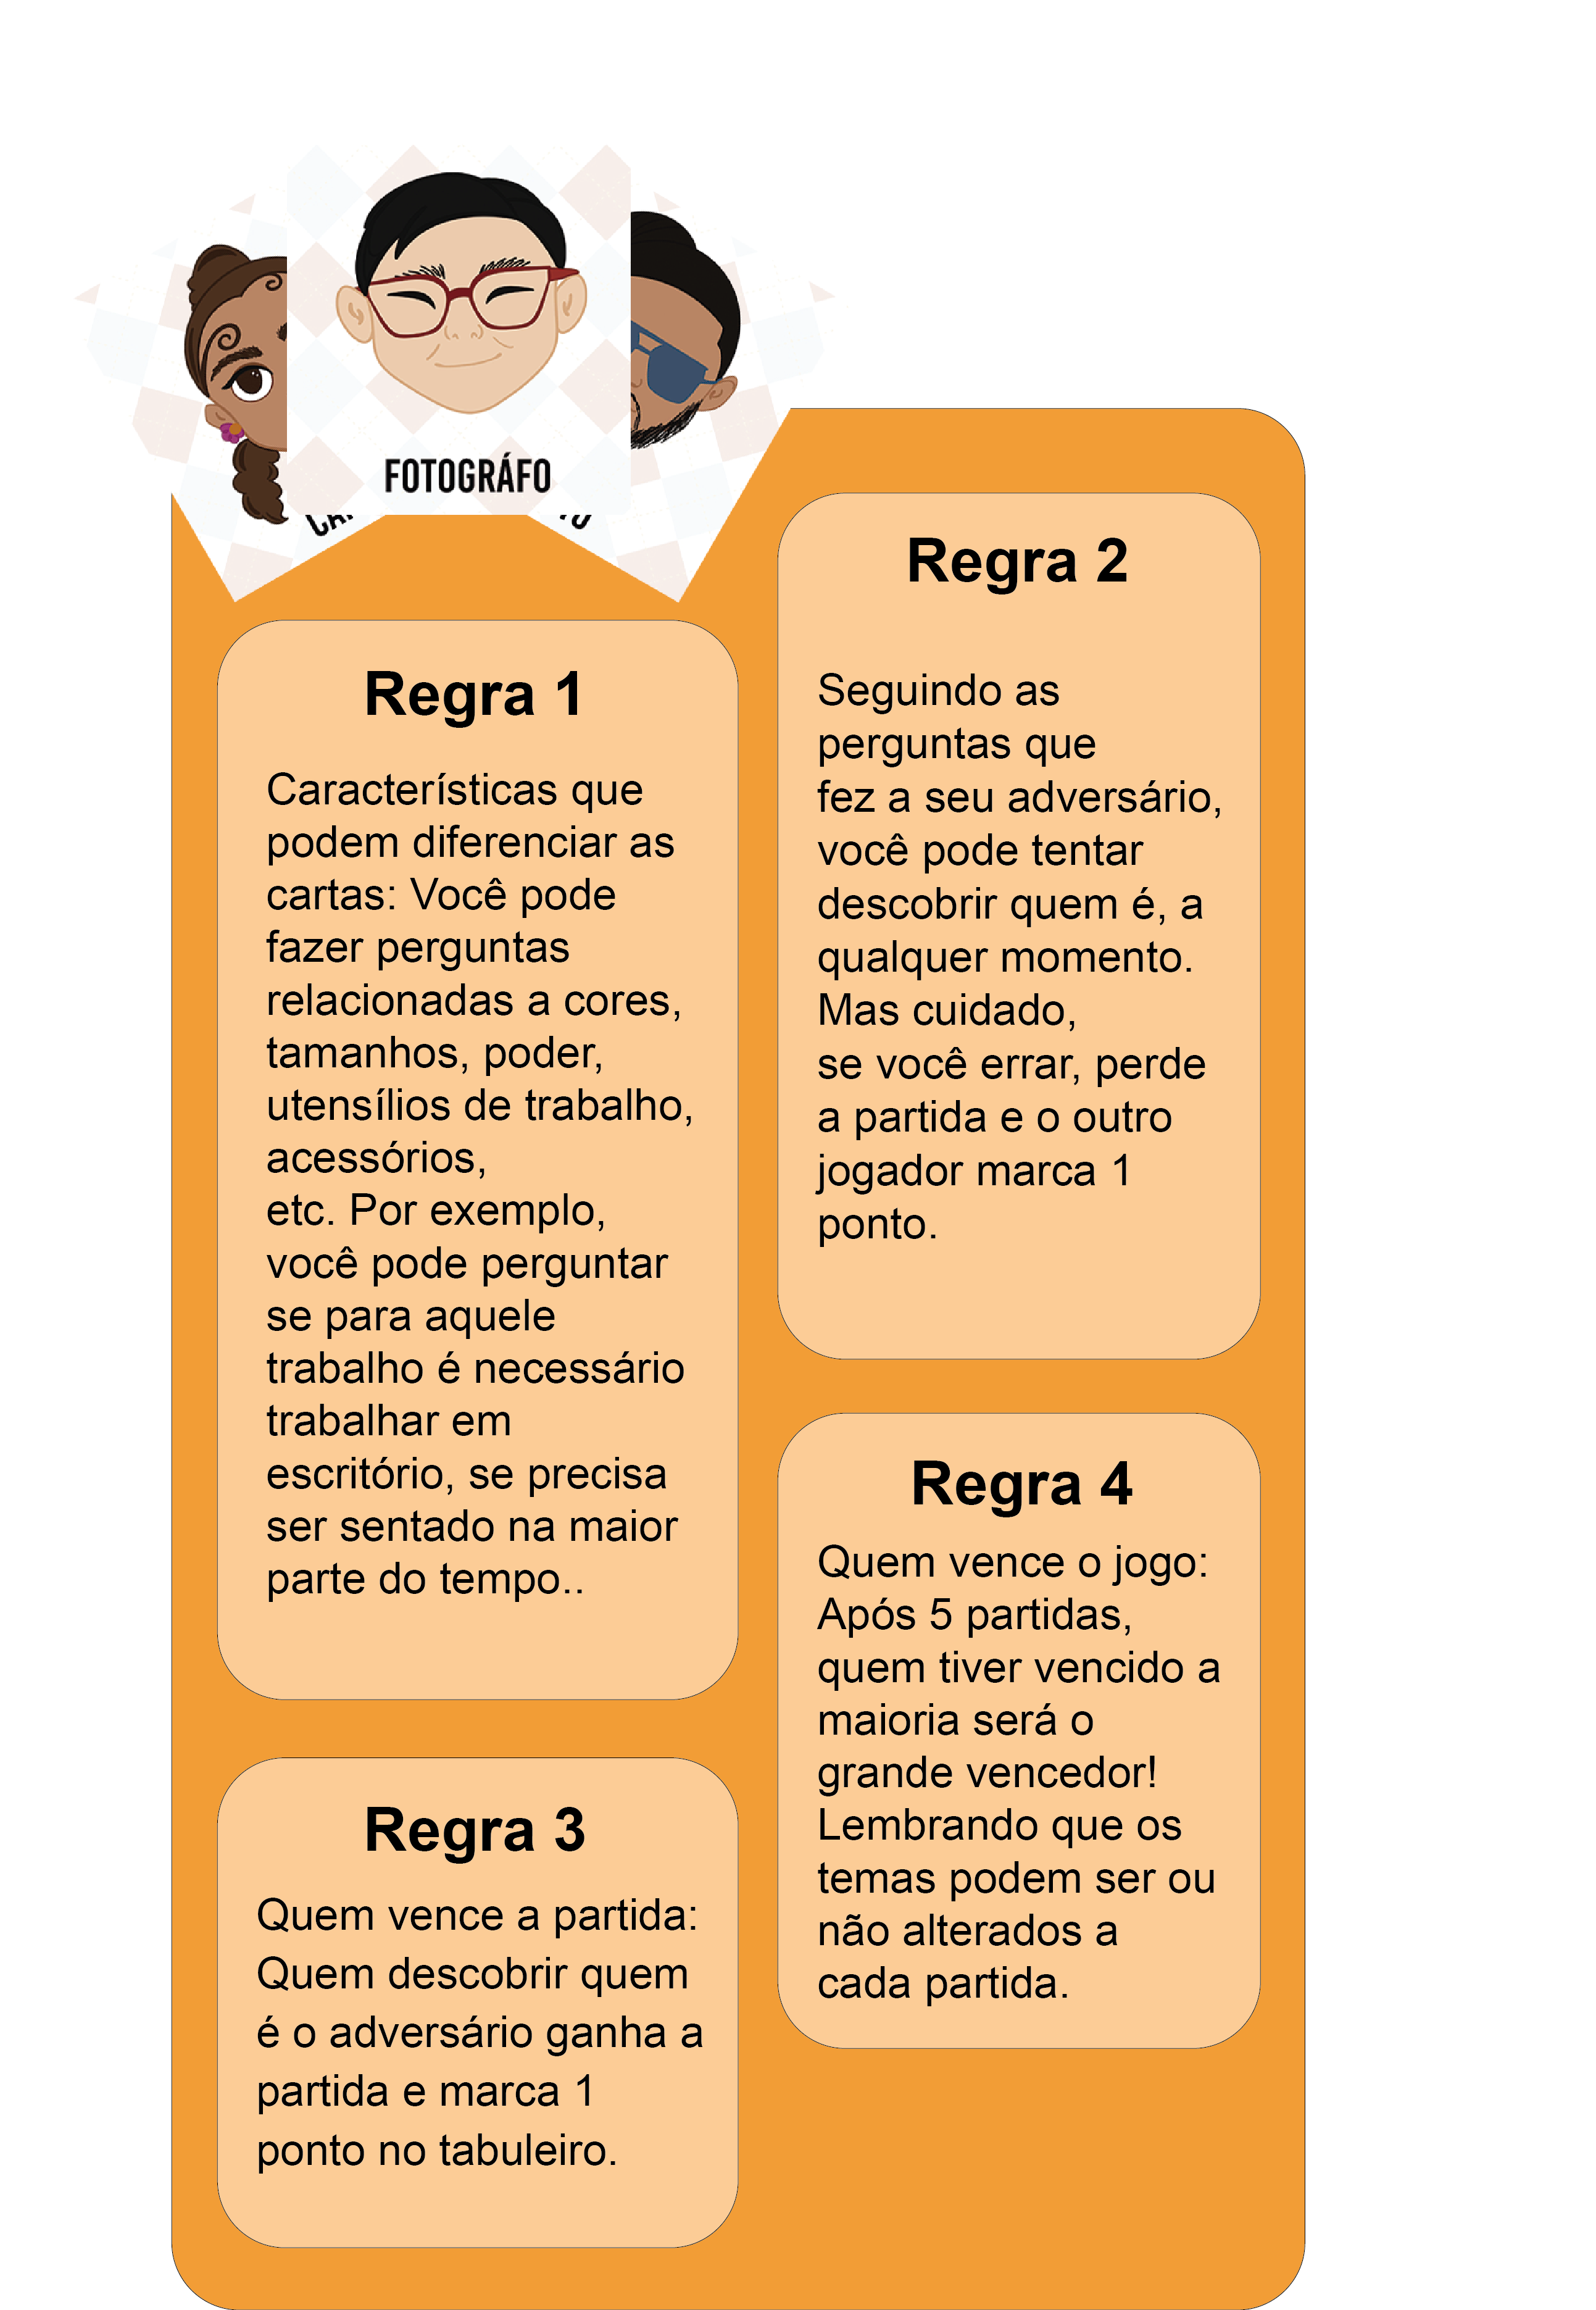 FOTOGRÁFO
Regra 1
Características que
podem diferenciar as
cartas: Você pode
fazer perguntas
relacionadas a cores,
tamanhos, poder,
utensílios de trabalho,
acessórios,
etc. Por exemplo,
você pode perguntar
se para aquele
trabalho é necessário
trabalhar em
escritório, se precisa
ser sentado na maior
parte do tempo..
Regra 2
Seguindo as
perguntas que
fez a seu adversário,
você pode tentar
descobrir quem é, a
qualquer momento.
Mas cuidado,
se você errar, perde
a partida e o outro
jogador marca 1
ponto.
Regra 3
Quem vence a partida:
Quem descobrir quem
é o adversário ganha a
partida e marca 1
ponto no tabuleiro.
Regra 4
Quem vence o jogo:
Após 5 partidas,
quem tiver vencido a
maioria será o
grande vencedor!
Lembrando que os
temas podem ser ou
não alterados a
cada partida.